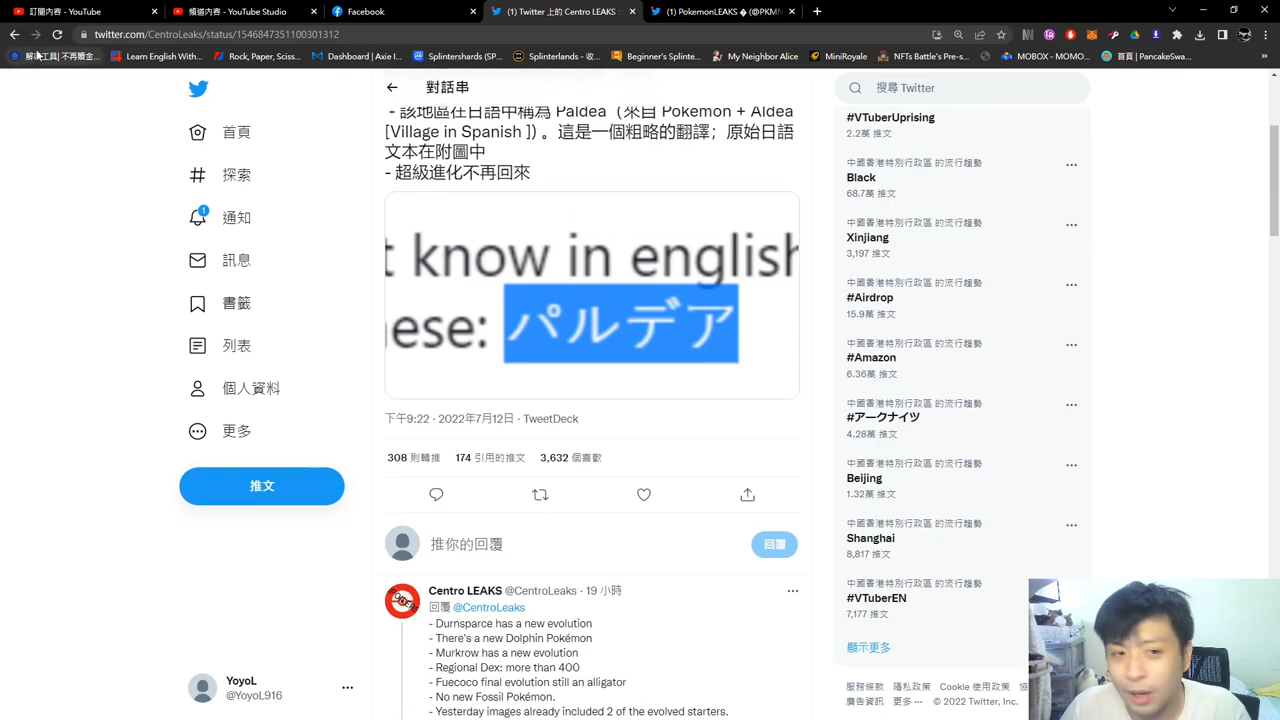 訂閱內容 - YouTube
頻道內容 - YouTube Studio
Facebook
(1) Twitter 上的 Centro LEAKS :
(1) PokemonLEAKS � (@PKMN
twitter.com/CentroLeaks/status/1546847351100301312
Learn English With...
Rock, Paper, Sciss...
Dashboard | Axie I...
Splintershards (SP...
Splinterlands - Co...
Beginner's Splinte...
My Neighbor Alice
MiniRoyale
NFTs Battle's Pre-s...
MOBOX - MOMO...
首頁 | PancakeSwa...
首頁
探索
1
通知
訊息
書籤
列表
個人資料
更多
推文
YoyoL
@YoyoL916
對話串
- 該地區在日語中稱為 Paldea（來自 Pokemon + Aldea
[Village in Spanish ]) 。這是一個粗略的翻譯；原始日語
文本在附圖中
- 超級進化不再回來
t know in english
nese: パルデア
下午9:22 · 2022年7月12日 · TweetDeck
308 則轉推 174 引用的推文 3,632 個喜歡
推你的回覆
回覆
Centro LEAKS @CentroLeaks · 19 小時
回覆 @CentroLeaks
- Durnsparce has a new evolution
- There's a new Dolphin Pokémon
- Murkrow has a new evolution
- Regional Dex: more than 400
- Fuecoco final evolution still an alligator
- No new Fossil Pokémon.
- Yesterday images already included 2 of the evolved starters.
搜尋 Twitter
#VTuberUprising
2.2萬 推文
中國香港特別行政區 的流行趨勢
Black
68.7萬 推文
中國香港特別行政區 的流行趨勢
Xinjiang
3,197 推文
中國香港特別行政區 的流行趨勢
#Airdrop
15.9萬 推文
中國香港特別行政區 的流行趨勢
#Amazon
6.36萬 推文
中國香港特別行政區 的流行趨勢
#アークナイツ
4.28萬 推文
中國香港特別行政區 的流行趨勢
Beijing
1.32萬 推文
中國香港特別行政區 的流行趨勢
Shanghai
8,817 推文
中國香港特別行政區 的流行趨勢
#VTuberEN
7,177 推文
顯示更多
服務條款 隱私政策 Cookie 使用政策
廣告資訊 更多 ··· © 2022 Twitter, Inc.